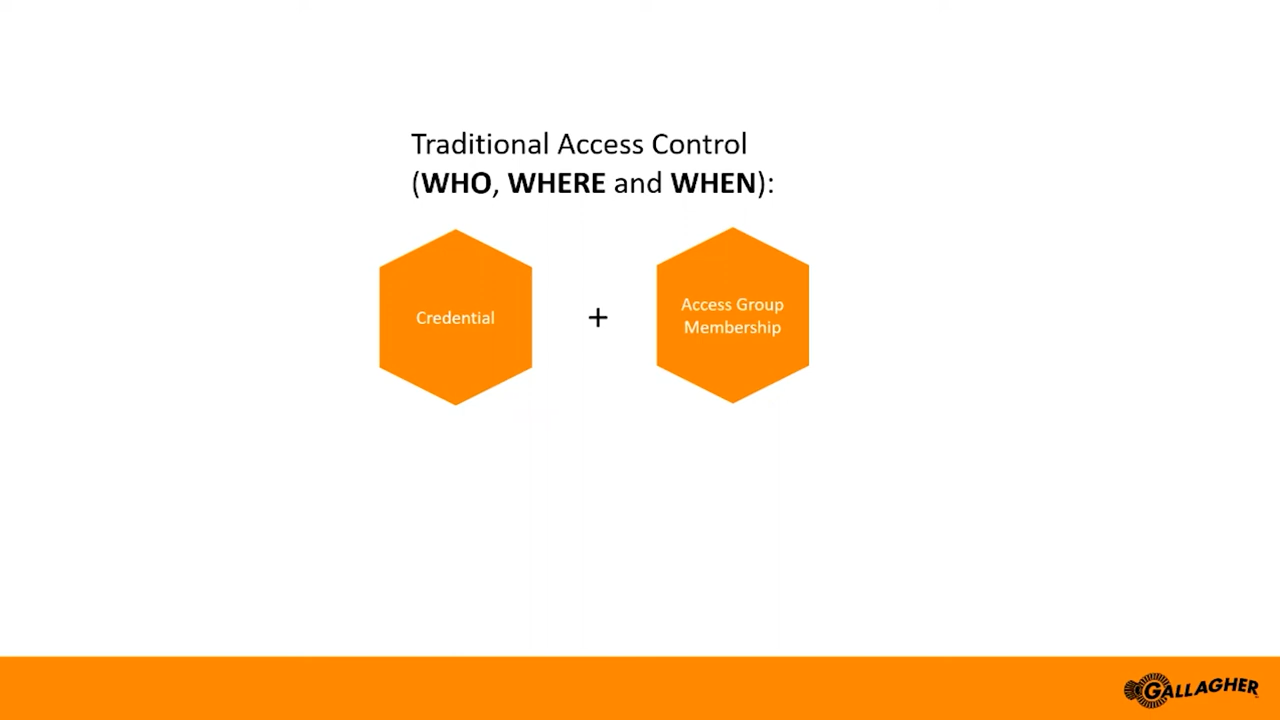 Traditional Access Control
(WHO, WHERE and WHEN):
Credential
+
Access Group
Membership
GALLAGHER